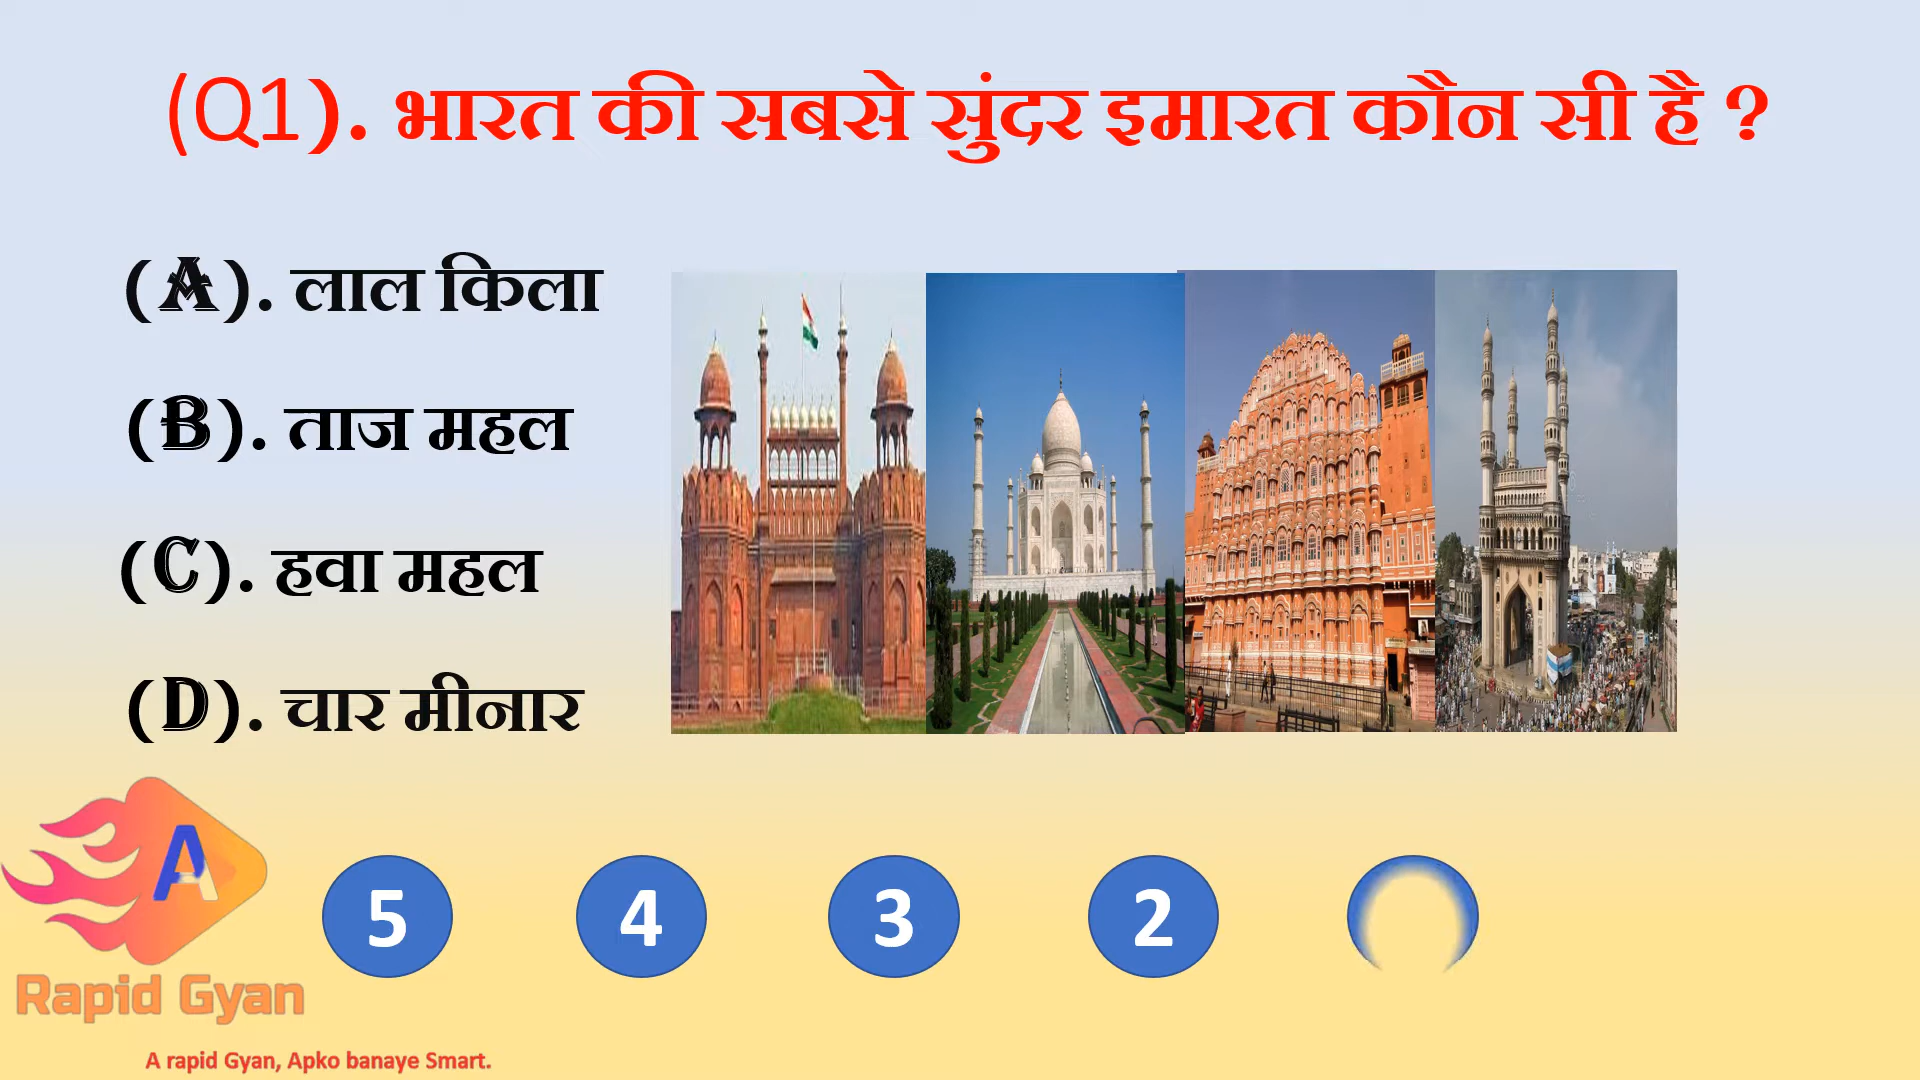 (Q1). भारत की सबसे सुंदर इमारत कौन सी है ?
(A). लाल किला
(B). ताज महल
(C). हवा महल
(D). चार मीनार
5 4 3 2
A
Rapid Gyan
A rapid Gyan, Apko banaye Smart.